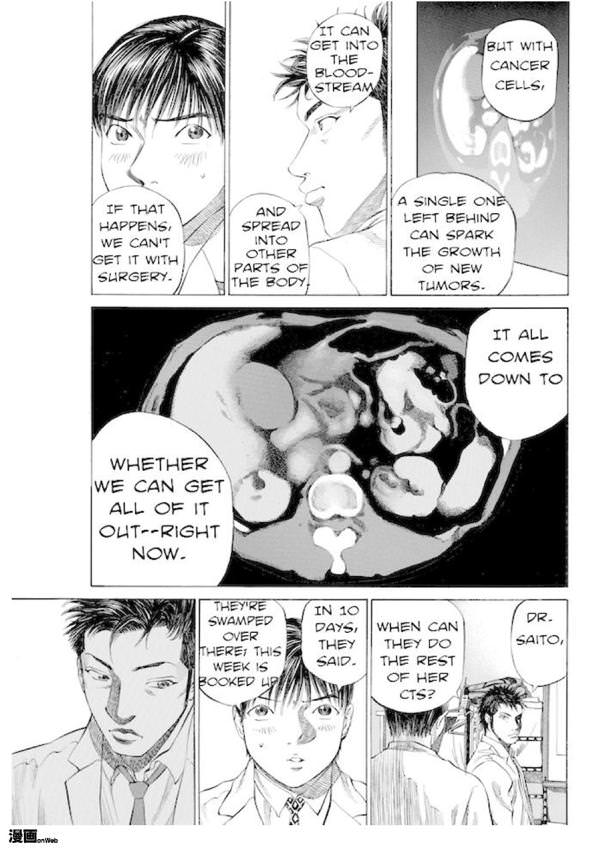 BUT WITH
CANCER
CELLS,
A SINGLE ONE
LEFT BEHIND
CAN SPARK
THE GROWTH
OF NEW
TUMORS.
IT CAN
GET INTO
THE
BLOOD-
STREAM
AND
SPREAD
INTO
OTHER
PARTS OF
THE BODY.
IF THAT
HAPPENS,
WE CAN'T
GET IT WITH
SURGERY.
IT ALL
COMES
DOWN TO
WHETHER
WE CAN GET
ALL OF IT
OUT--RIGHT
NOW.
DR.
SAITO,
WHEN CAN
THEY DO
THE REST
OF HER
CTS?
IN 10
DAYS,
THEY
SAID.
THEY'RE
SWAMPED
OVER
THERE; THIS
WEEK IS
BOOKED UP
漫画onWeb